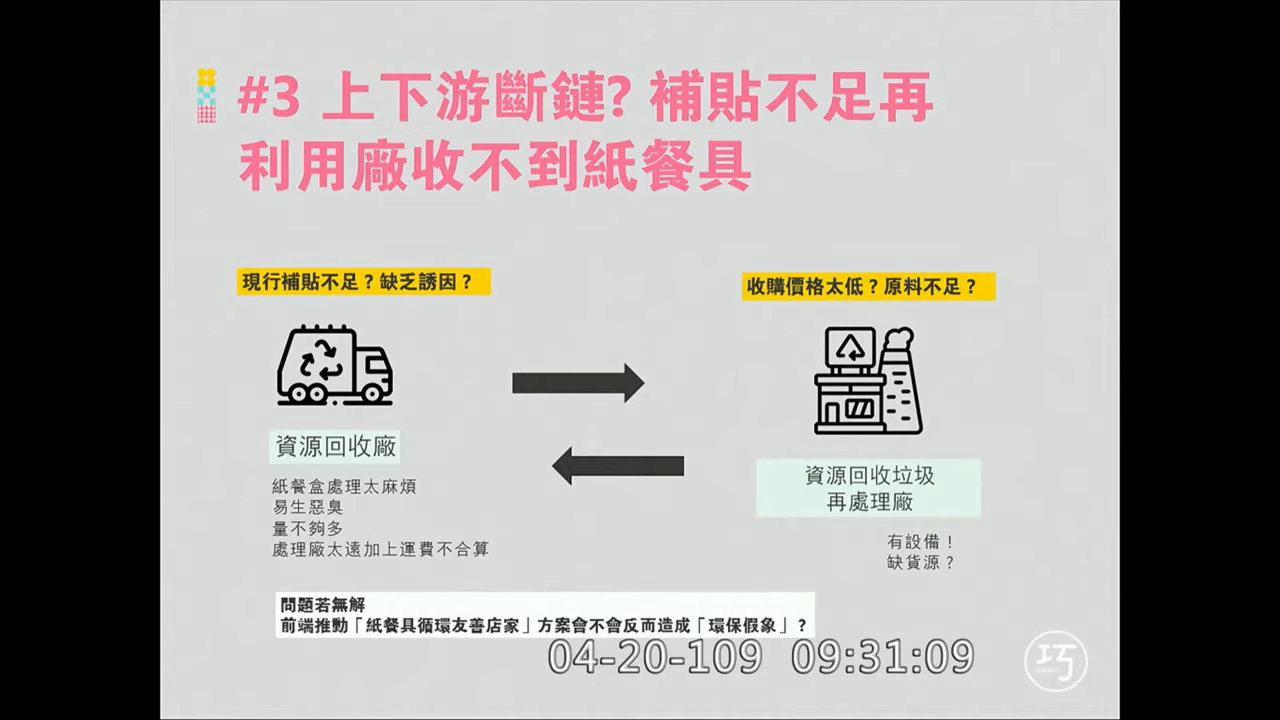 #3 上下游斷鏈? 補貼不足再
利用廠收不到紙餐具
現行補貼不足？缺乏誘因？
收購價格太低？原料不足？
資源回收廠
紙餐盒處理太麻煩
易生惡臭
量不夠多
處理廠太遠加上運費不合算
資源回收垃圾
再處理廠
有設備！
缺貨源？
問題若無解
前端推動「紙餐具循環友善店家」方案會不會反而造成「環保假象」？
04-20-109 09:31:09
巧